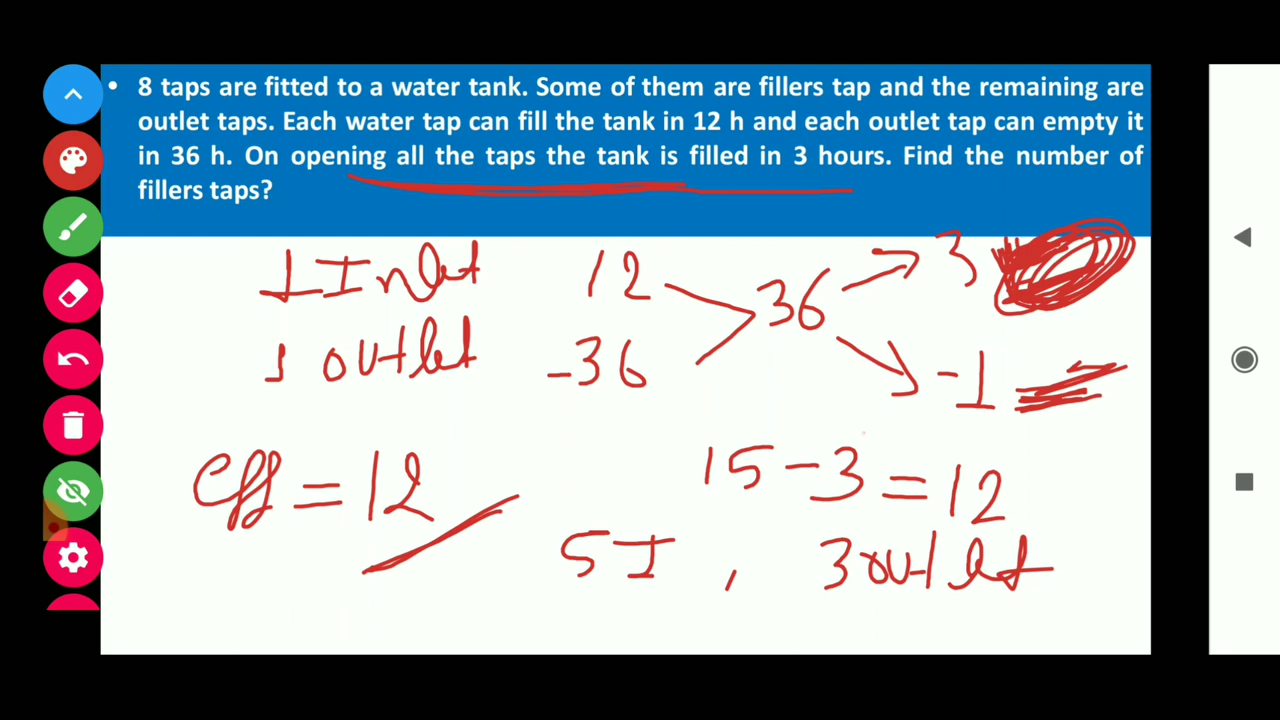 • 8 taps are fitted to a water tank. Some of them are fillers tap and the remaining are
outlet taps. Each water tap can fill the tank in 12 h and each outlet tap can empty it
in 36 h. On opening all the taps the tank is filled in 3 hours. Find the number of
fillers taps?
1 Inlet 12 36 3
1 outlet -36 -1
eff = 12 15-3 = 12
5I , 3 outlet